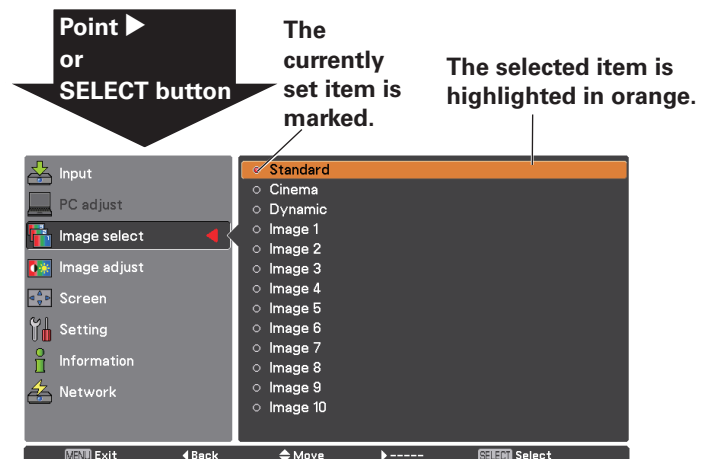 Point ▶
or
SELECT button
The
currently
set item is
marked.
The selected item is
highlighted in orange.
Input
PC adjust
Image select
Image adjust
Screen
Setting
Information
Network
Standard
Cinema
Dynamic
Image 1
Image 2
Image 3
Image 4
Image 5
Image 6
Image 7
Image 8
Image 9
Image 10
MENU Exit ◀Back ◆Move ▶----- SELECT Select